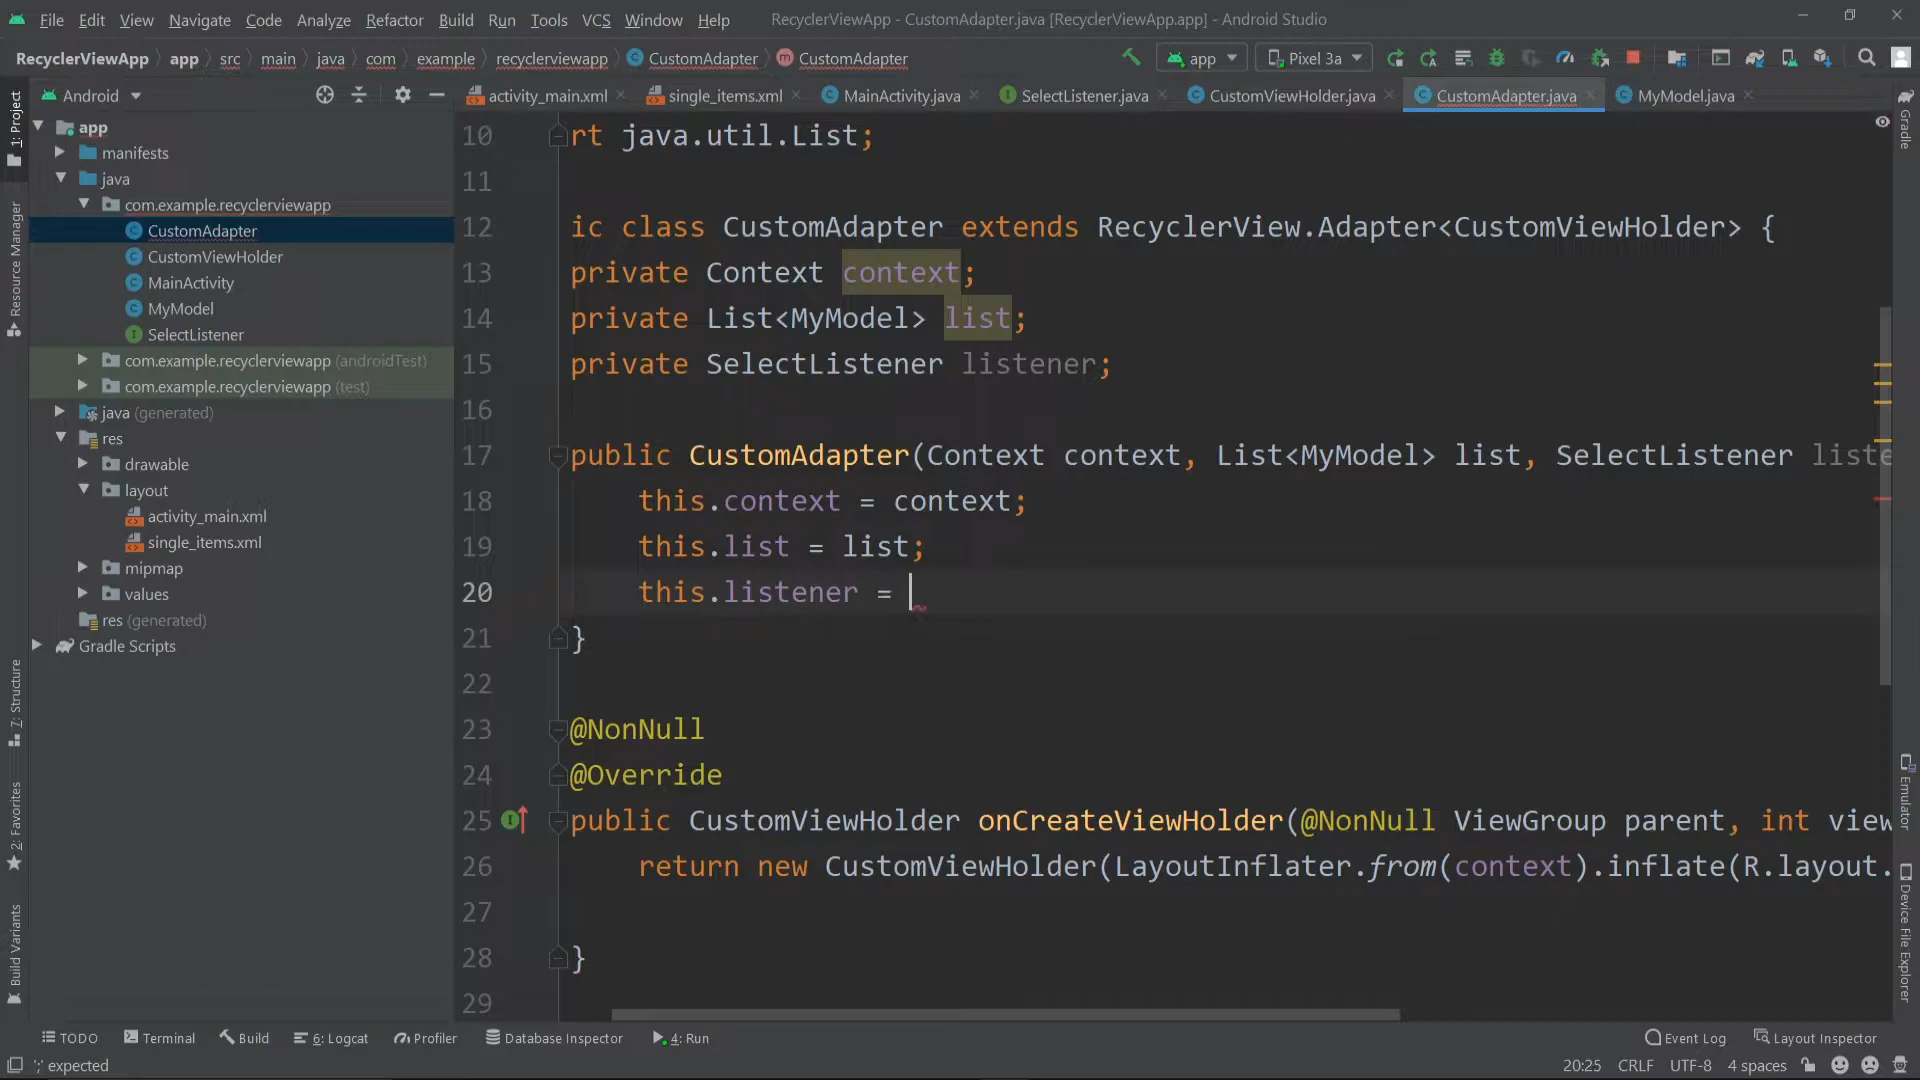 File Edit View Navigate Code Analyze Refactor Build Run Tools VCS Window Help RecyclerViewApp - CustomAdapter.java [RecyclerViewApp.app] - Android Studio
RecyclerViewApp app src main java com example recyclerviewapp CustomAdapter CustomAdapter app Pixel 3a
Android
activity_main.xml single_items.xml MainActivity.java SelectListener.java CustomViewHolder.java CustomAdapter.java MyModel.java
1: Project
Resource Manager
7: Structure
2: Favorites
Build Variants
app
manifests
java
com.example.recyclerviewapp
CustomAdapter
CustomViewHolder
MainActivity
MyModel
SelectListener
com.example.recyclerviewapp (androidTest)
com.example.recyclerviewapp (test)
java (generated)
res
drawable
layout
activity_main.xml
single_items.xml
mipmap
values
res (generated)
Gradle Scripts
10 rt java.util.List;
11
12 ic class CustomAdapter extends RecyclerView.Adapter<CustomViewHolder> {
13 private Context context;
14 private List<MyModel> list;
15 private SelectListener listener;
16
17 public CustomAdapter(Context context, List<MyModel> list, SelectListener liste
18 this.context = context;
19 this.list = list;
20 this.listener =
21 }
22
23 @NonNull
24 @Override
25 public CustomViewHolder onCreateViewHolder(@NonNull ViewGroup parent, int view
26 return new CustomViewHolder(LayoutInflater.from(context).inflate(R.layout.
27
28 }
29
Gradle
Emulator
Device File Explorer
TODO Terminal Build 6: Logcat Profiler Database Inspector 4: Run Event Log Layout Inspector
';' expected 20:25 CRLF UTF-8 4 spaces